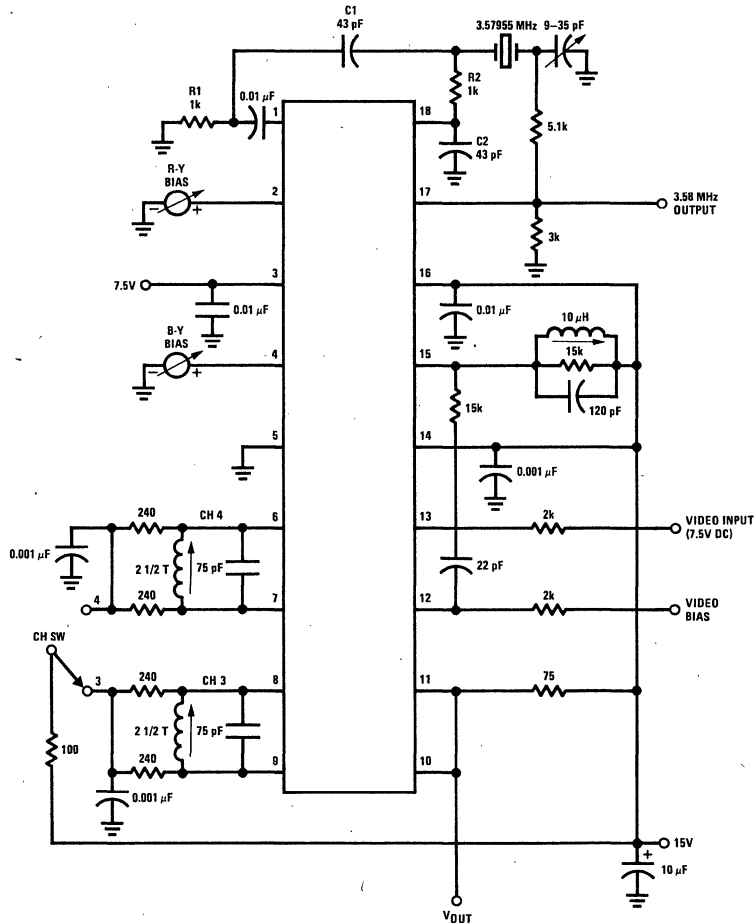 C1
43 pF
3.57955 MHz
9–35 pF
R1
1k
0.01 μF
R2
1k
1
18
5.1k
C2
43 pF
R-Y
BIAS
2
17
3.58 MHz
OUTPUT
– +
3k
7.5V
3
16
0.01 μF
0.01 μF
10 μH
B-Y
BIAS
4
15
15k
– +
120 pF
15k
5
14
0.001 μF
240
CH 4
6
13
2k
VIDEO INPUT
(7.5V DC)
0.001 μF
2 1/2 T
75 pF
22 pF
4
240
7
12
2k
VIDEO
BIAS
CH SW
3
240
CH 3
8
11
75
100
2 1/2 T
75 pF
240
9
10
0.001 μF
15V
+
10 μF
VOUT